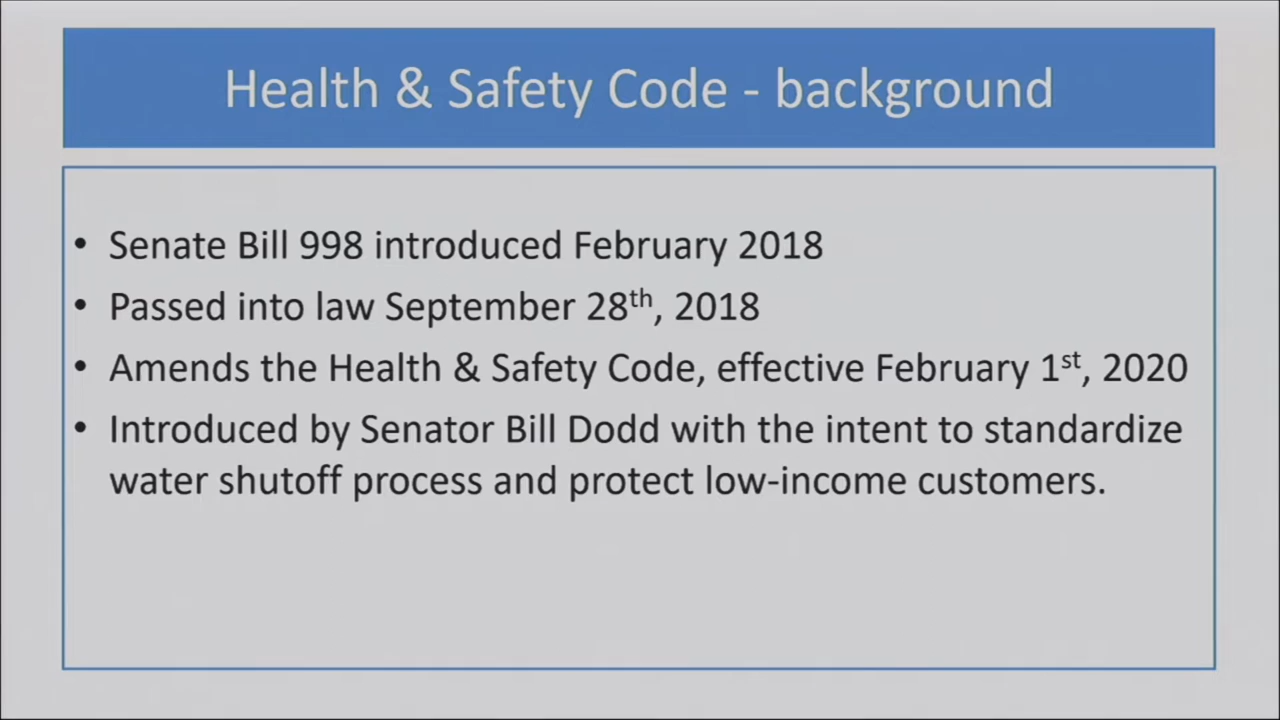 Health & Safety Code - background
• Senate Bill 998 introduced February 2018
• Passed into law September 28th, 2018
• Amends the Health & Safety Code, effective February 1st, 2020
• Introduced by Senator Bill Dodd with the intent to standardize
water shutoff process and protect low-income customers.